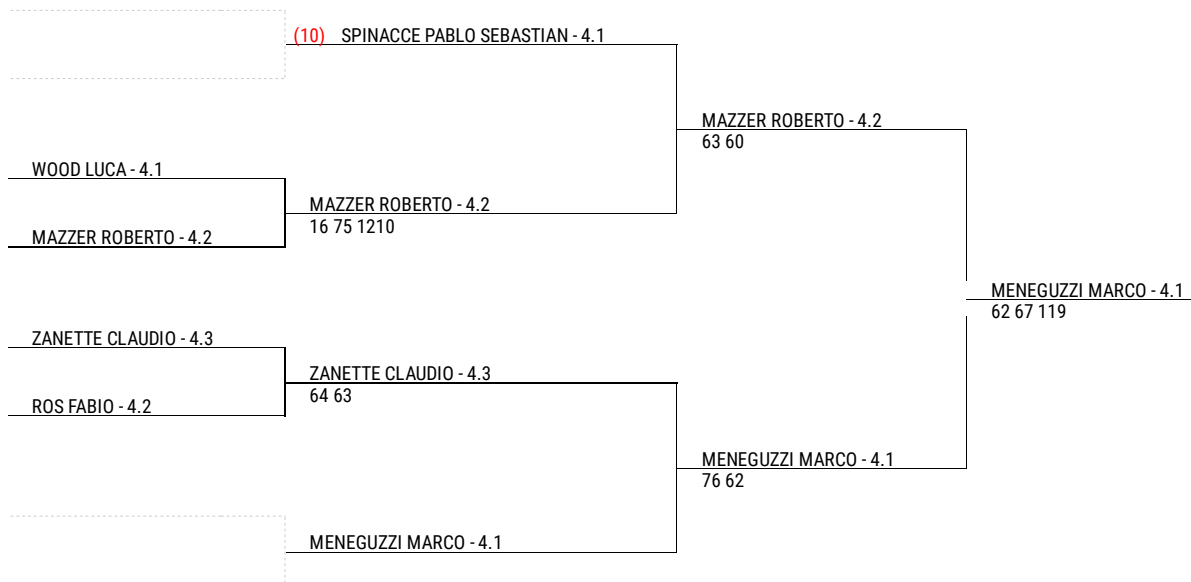 (10) SPINACCE PABLO SEBASTIAN - 4.1
MAZZER ROBERTO - 4.2
63 60
WOOD LUCA - 4.1
MAZZER ROBERTO - 4.2
16 75 1210
MAZZER ROBERTO - 4.2
MENEGUZZI MARCO - 4.1
62 67 119
ZANETTE CLAUDIO - 4.3
ZANETTE CLAUDIO - 4.3
64 63
ROS FABIO - 4.2
MENEGUZZI MARCO - 4.1
76 62
MENEGUZZI MARCO - 4.1